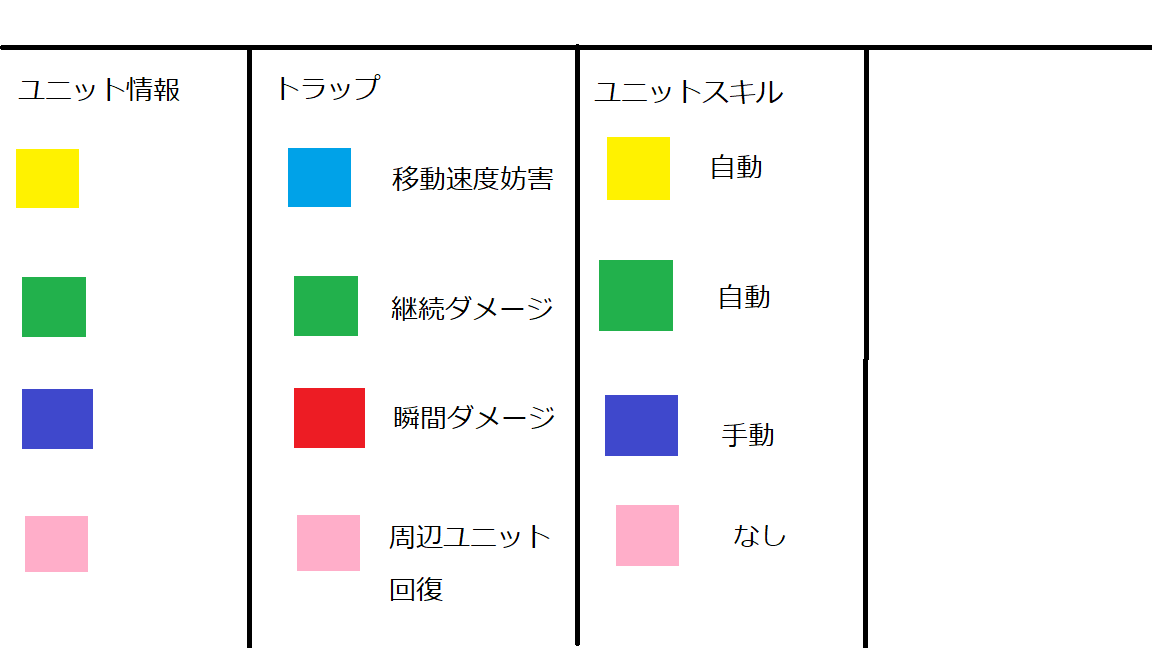 ユニット情報
トラップ
移動速度妨害
継続ダメージ
瞬間ダメージ
周辺ユニット
回復
ユニットスキル
自動
自動
手動
なし